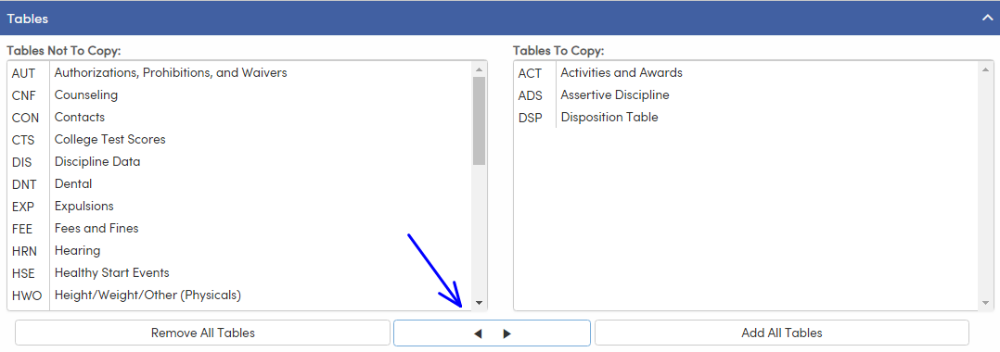 Tables
Tables Not To Copy:
AUT Authorizations, Prohibitions, and Waivers
CNF Counseling
CON Contacts
CTS College Test Scores
DIS Discipline Data
DNT Dental
EXP Expulsions
FEE Fees and Fines
HRN Hearing
HSE Healthy Start Events
HWO Height/Weight/Other (Physicals)
Tables To Copy:
ACT Activities and Awards
ADS Assertive Discipline
DSP Disposition Table
Remove All Tables
Add All Tables